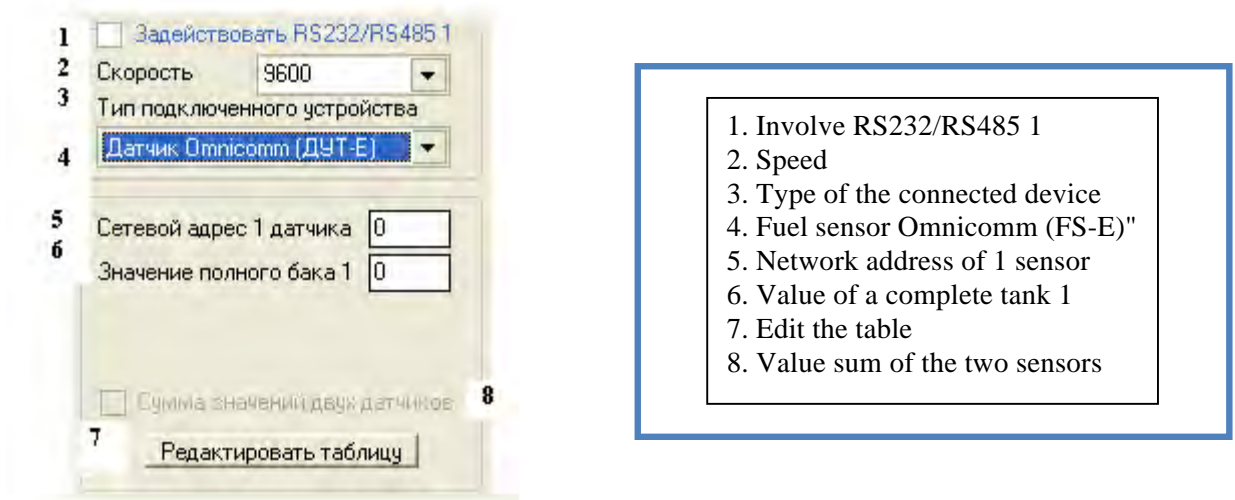 1 Задействовать RS232/RS485 1
2 Скорость 9600
3 Тип подключенного устройства
4 Датчик Omnicomm (ДУТ-Е)
5 Сетевой адрес 1 датчика 0
6 Значение полного бака 1 0
Сумма значений двух датчиков 8
7 Редактировать таблицу
1. Involve RS232/RS485 1
2. Speed
3. Type of the connected device
4. Fuel sensor Omnicomm (FS-E)"
5. Network address of 1 sensor
6. Value of a complete tank 1
7. Edit the table
8. Value sum of the two sensors